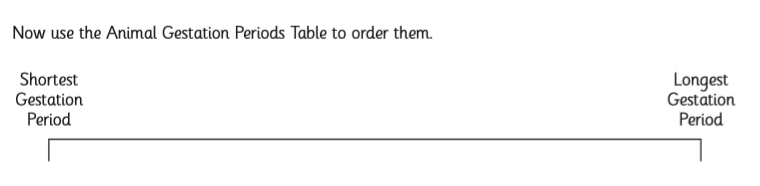 Now use the Animal Gestation Periods Table to order them.
Shortest
Gestation
Period
Longest
Gestation
Period